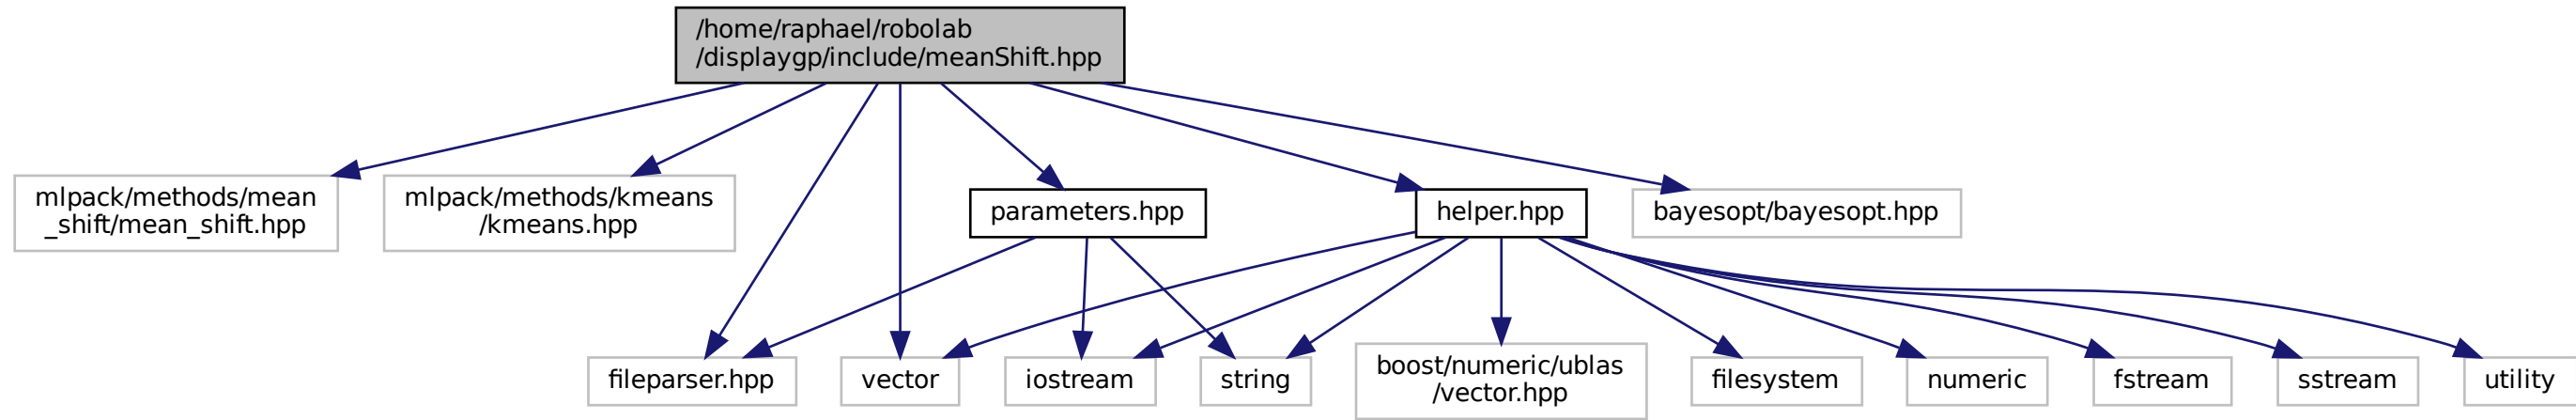 /home/raphael/robolab
/displaygp/include/meanShift.hpp
mlpack/methods/mean
_shift/mean_shift.hpp
mlpack/methods/kmeans
/kmeans.hpp
parameters.hpp
helper.hpp
bayesopt/bayesopt.hpp
fileparser.hpp
vector
iostream
string
boost/numeric/ublas
/vector.hpp
filesystem
numeric
fstream
sstream
utility